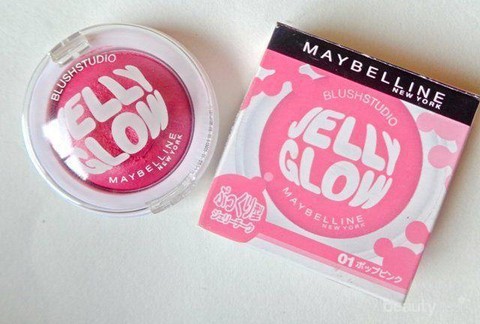 BLUSHSTUDIO
JELLY
GLOW
MAYBELLINE
NEW YORK
MAYBELLINE
NEW YORK
BLUSHSTUDIO
JELLY
GLOW
MAYBELLINE
NEW YORK
ぷっくり
ジェリーチーク
01 ポップピンク
beauty